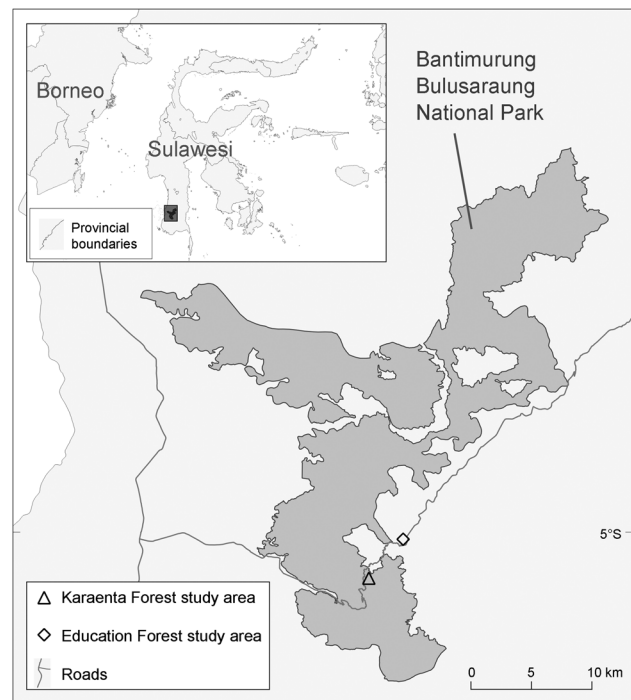 Borneo
Sulawesi
Provincial
boundaries
Bantimurung
Bulusaraung
National Park
5°S
Karaenta Forest study area
Education Forest study area
Roads
0 5 10 km